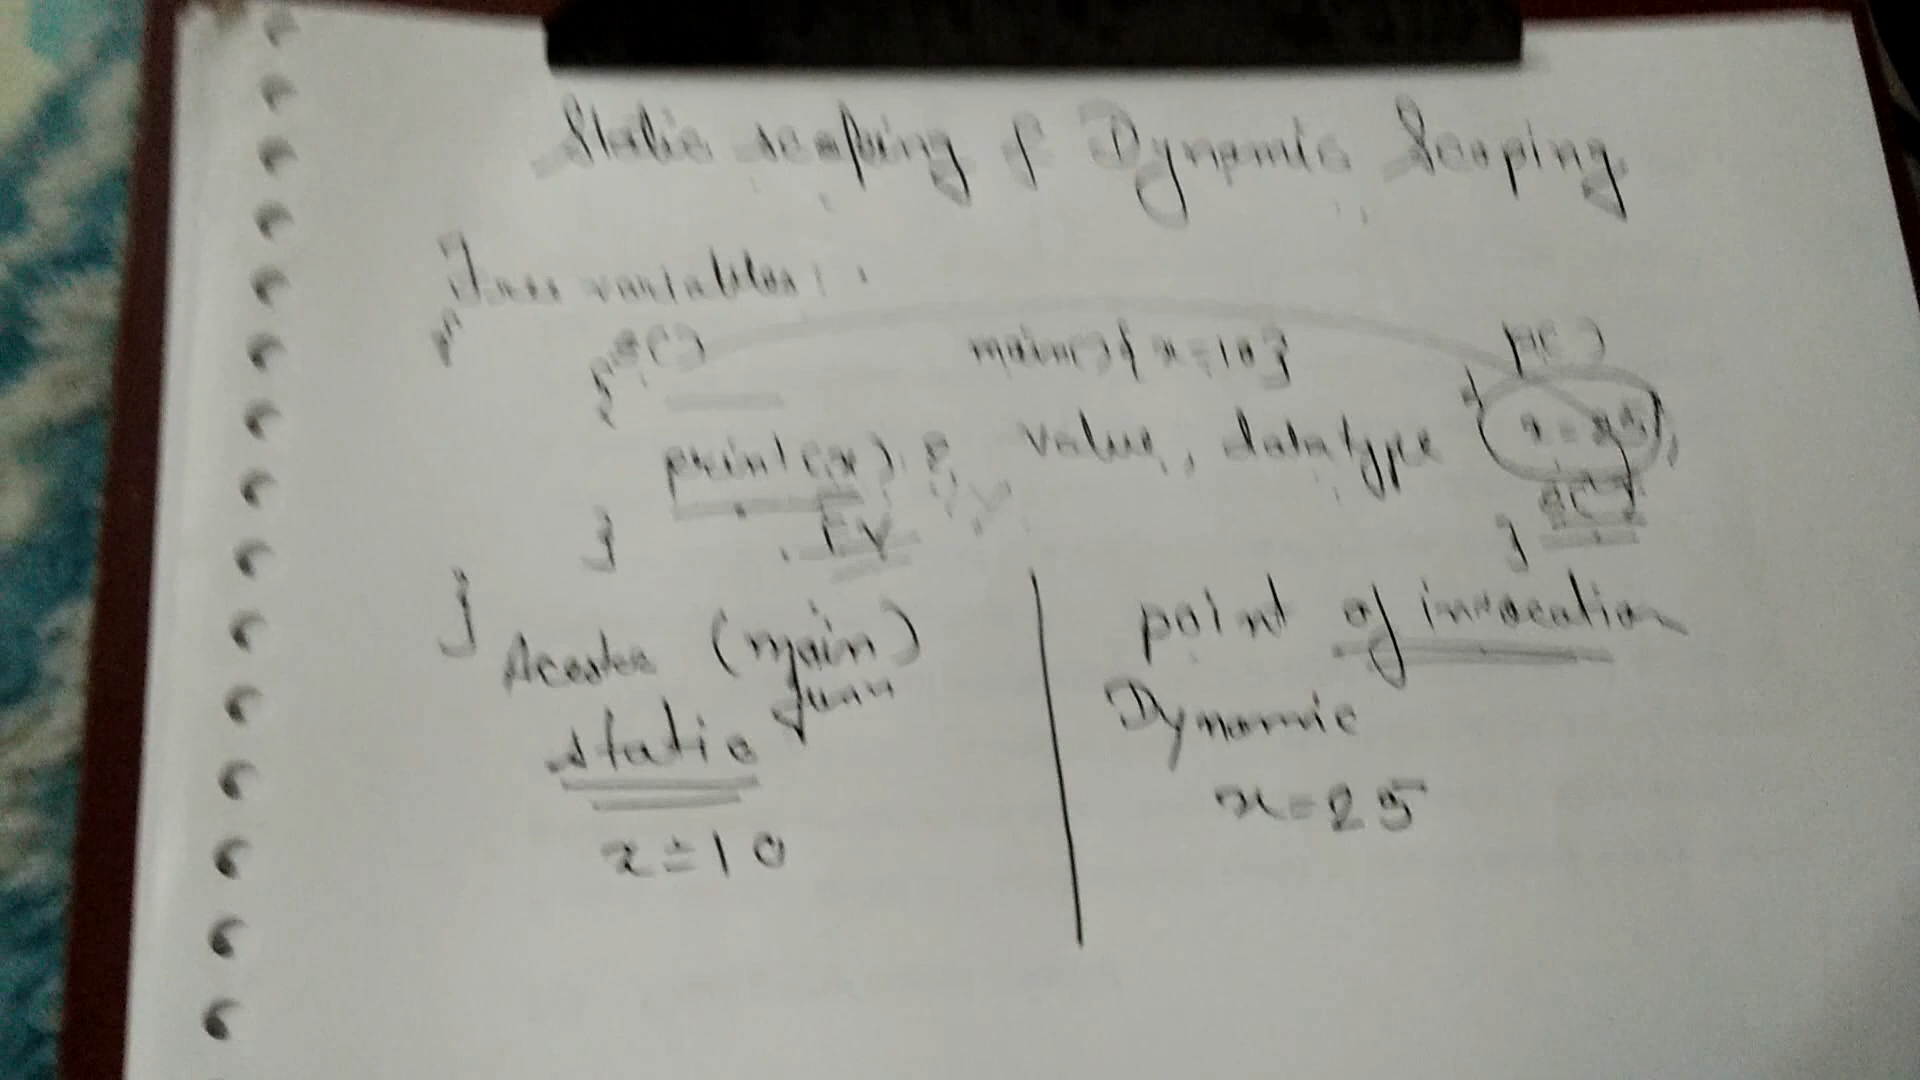 Static scoping & Dynamic Scoping
Free variables :
{ a( ) main( ) { x = 10 } ( )
{
print(x) ; value, datatype { x = 25 ;
} FV a( )
}
} (main) point of invocation
static Dynamic
x = 10 x = 25